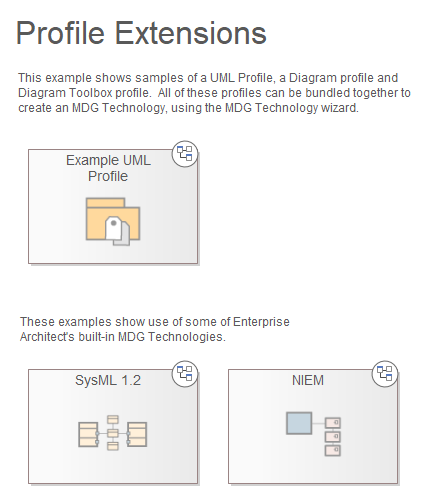 Profile Extensions
This example shows samples of a UML Profile, a Diagram profile and
Diagram Toolbox profile. All of these profiles can be bundled together to
create an MDG Technology, using the MDG Technology wizard.
Example UML
Profile
These examples show use of some of Enterprise
Architect's built-in MDG Technologies.
SysML 1.2
NIEM